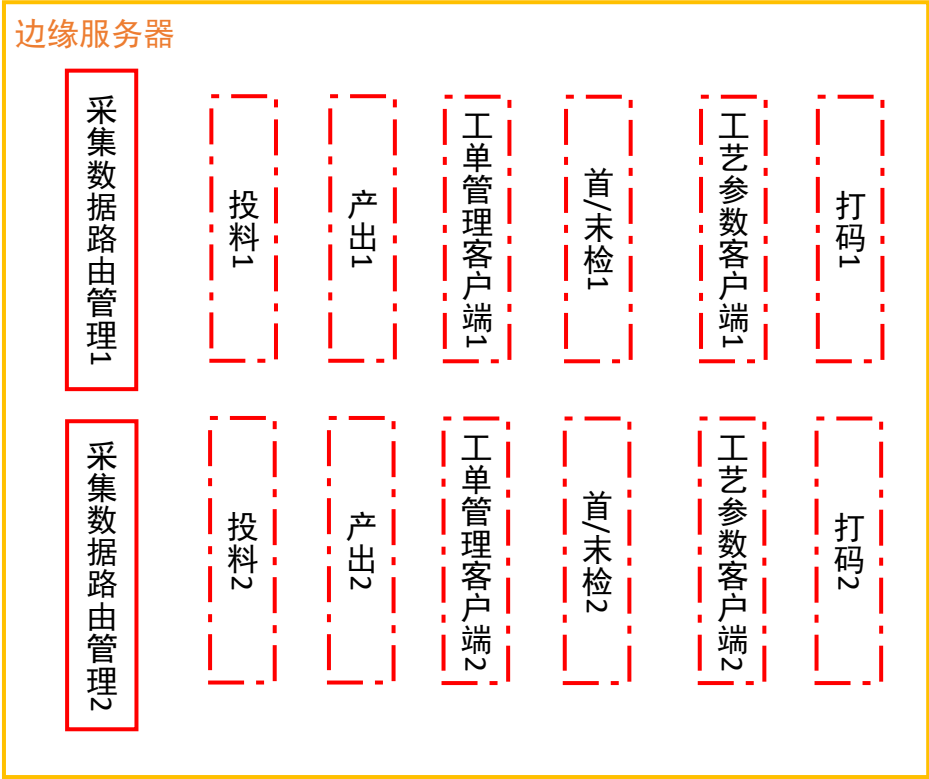 边缘服务器
采集数据路由管理1
投料1
产出1
工单管理客户端1
首/末检1
工艺参数客户端1
打码1
采集数据路由管理2
投料2
产出2
工单管理客户端2
首/末检2
工艺参数客户端2
打码2